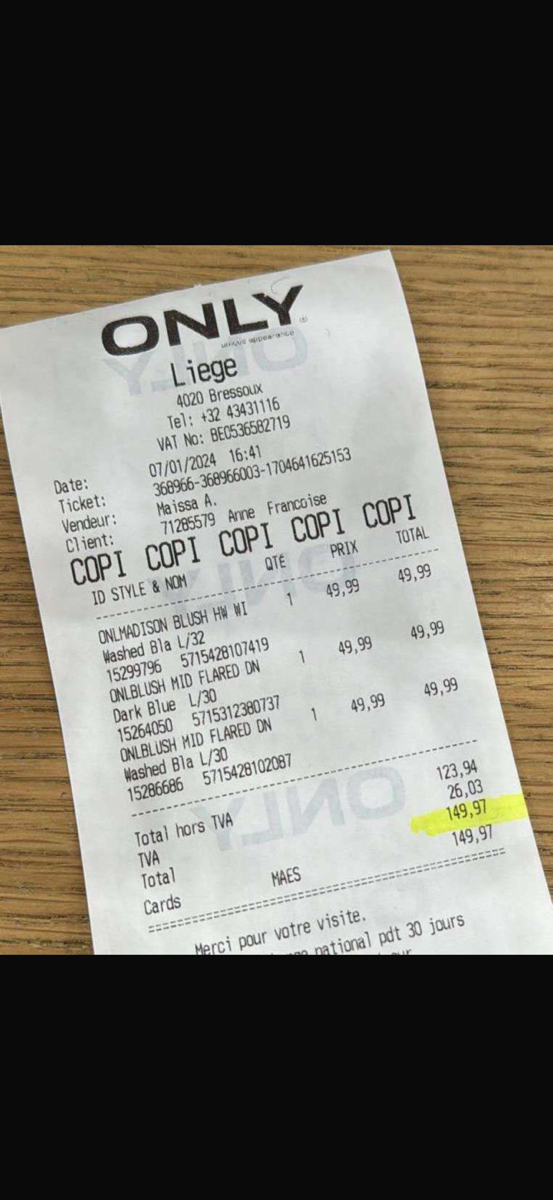 ONLY
unique appearance
Liege
4020 Bressoux
Tel: +32 43431116
VAT No: BE0536582719
Date: 07/01/2024 16:41
Ticket: 368966-368966003-1704641625153
Vendeur: Maissa A.
Client: 71285579 Anne Francoise
COPI COPI COPI COPI COPI
ID STYLE & NOM QTE PRIX TOTAL
ONLMADISON BLUSH HW WI 1 49,99 49,99
Washed Bla L/32
15299796 5715428107419
ONLBLUSH MID FLARED DN 1 49,99 49,99
Dark Blue L/30
15264050 5715312380737
ONLBLUSH MID FLARED DN 1 49,99 49,99
Washed Bla L/30
15286686 5715428102087
Total hors TVA 123,94
TVA 26,03
Total 149,97
Cards MAES 149,97
Merci pour votre visite.
national pdt 30 jours